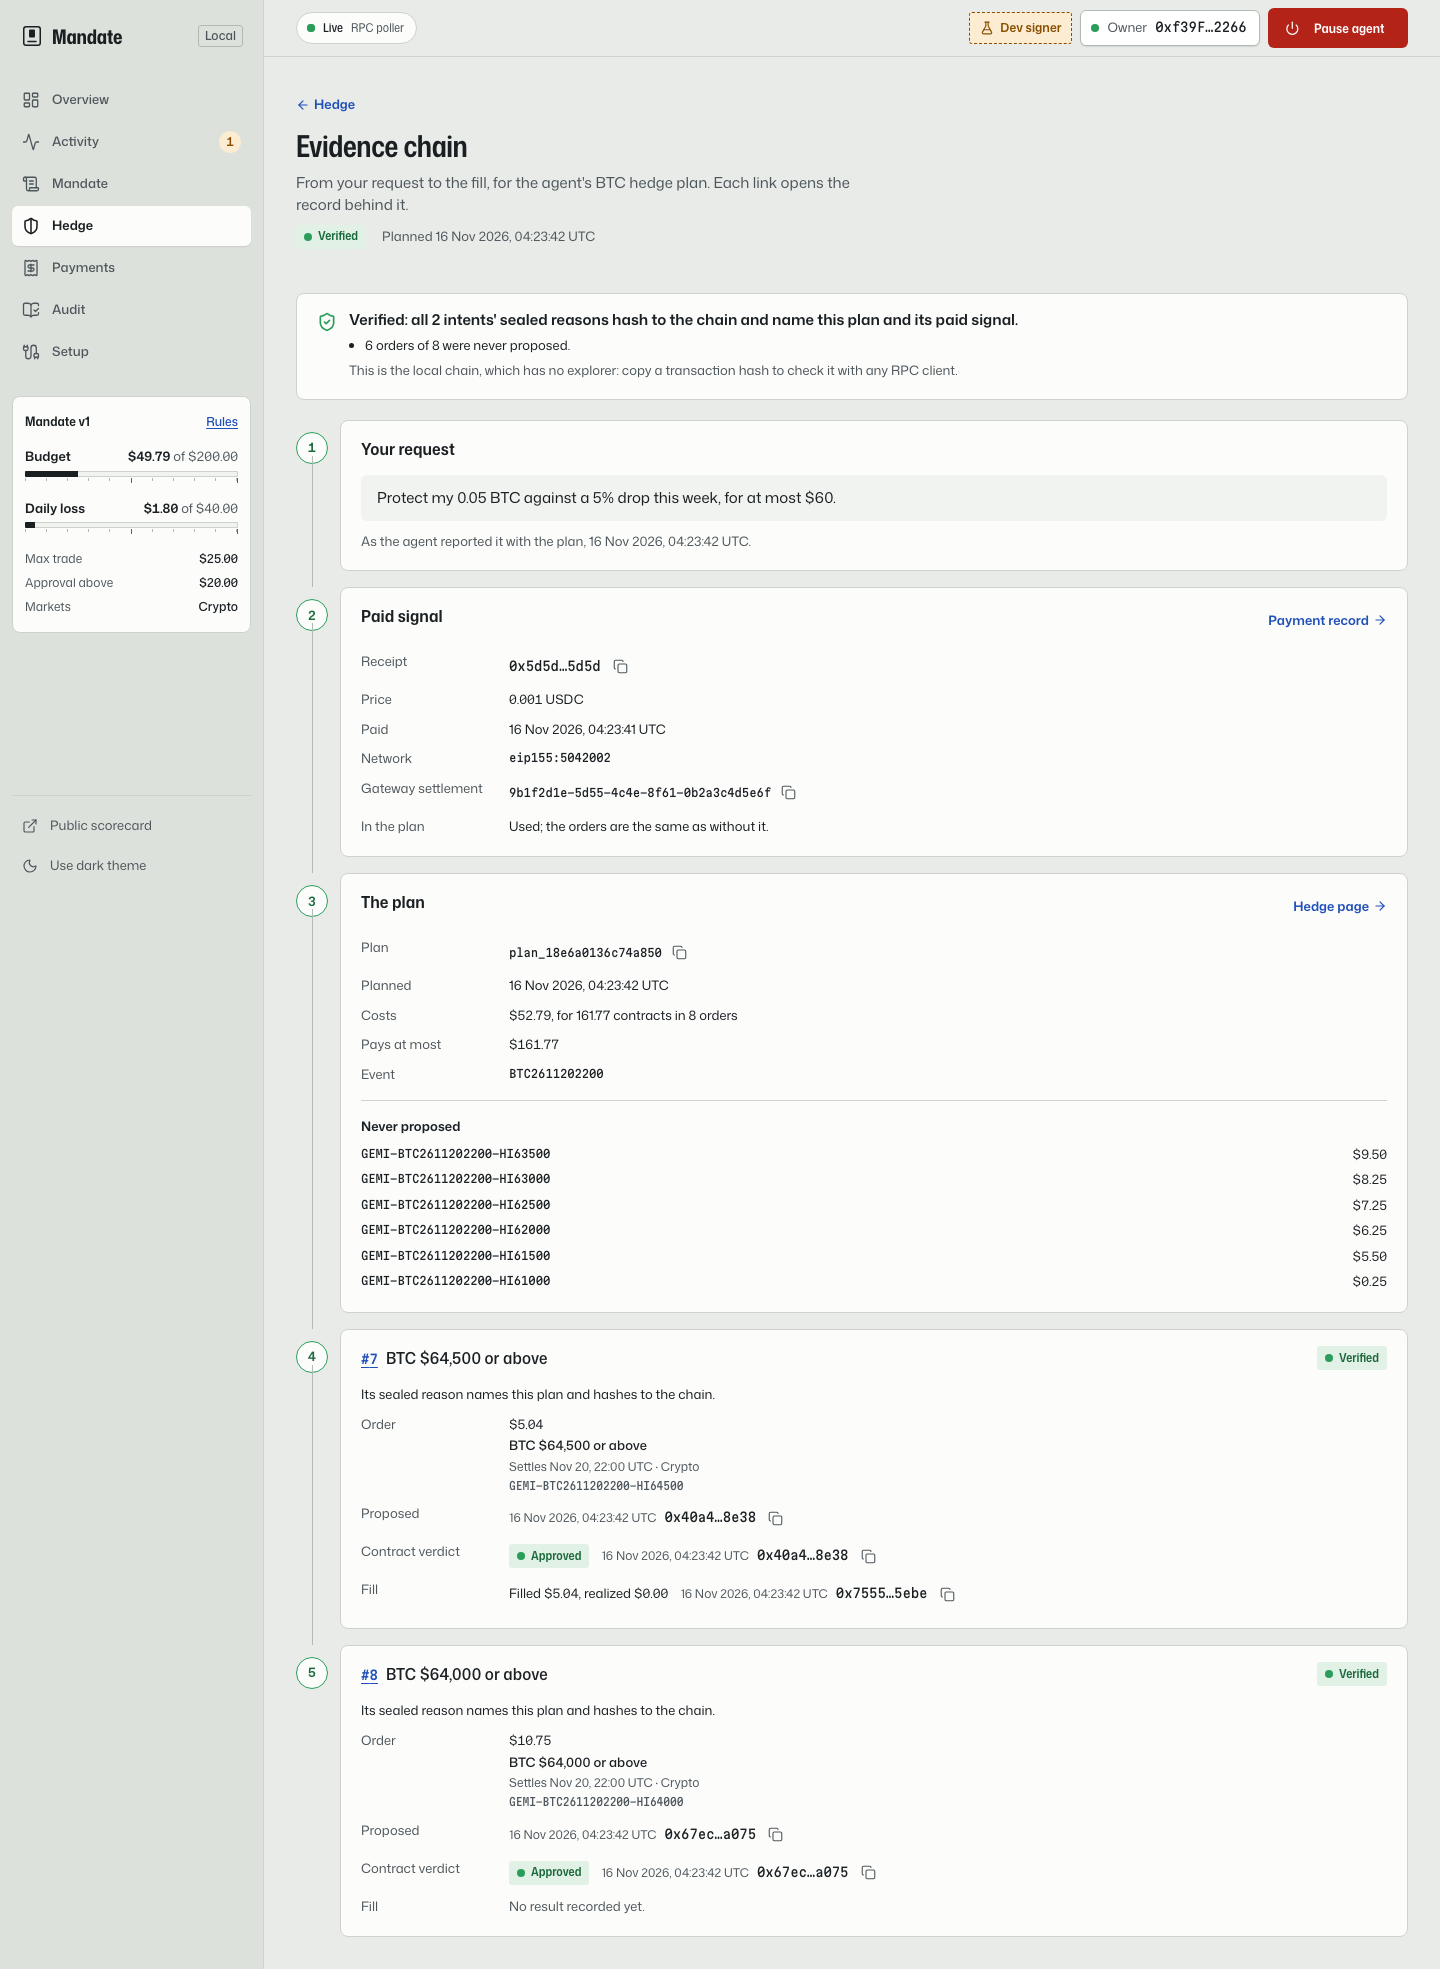 Mandate
Local
Overview
Activity 1
Mandate
Hedge
Payments
Audit
Setup
Mandate v1 Rules
Budget $49.79 of $200.00
Daily loss $1.80 of $40.00
Max trade $25.00
Approval above $20.00
Markets Crypto
Public scorecard
Use dark theme
Live RPC poller
Dev signer
Owner 0xf39F…2266
Pause agent
Hedge
Evidence chain
From your request to the fill, for the agent's BTC hedge plan. Each link opens the
record behind it.
Verified Planned 16 Nov 2026, 04:23:42 UTC
Verified: all 2 intents' sealed reasons hash to the chain and name this plan and its paid signal.
• 6 orders of 8 were never proposed.
This is the local chain, which has no explorer: copy a transaction hash to check it with any RPC client.
1
Your request
Protect my 0.05 BTC against a 5% drop this week, for at most $60.
As the agent reported it with the plan, 16 Nov 2026, 04:23:42 UTC.
2
Paid signal
Payment record
Receipt 0x5d5d…5d5d
Price 0.001 USDC
Paid 16 Nov 2026, 04:23:41 UTC
Network eip155:5042002
Gateway settlement 9b1f2d1e-5d55-4c4e-8f61-0b2a3c4d5e6f
In the plan Used; the orders are the same as without it.
3
The plan
Hedge page
Plan plan_18e6a0136c74a850
Planned 16 Nov 2026, 04:23:42 UTC
Costs $52.79, for 161.77 contracts in 8 orders
Pays at most $161.77
Event BTC2611202200
Never proposed
GEMI-BTC2611202200-HI63500 $9.50
GEMI-BTC2611202200-HI63000 $8.25
GEMI-BTC2611202200-HI62500 $7.25
GEMI-BTC2611202200-HI62000 $6.25
GEMI-BTC2611202200-HI61500 $5.50
GEMI-BTC2611202200-HI61000 $0.25
4
#7 BTC $64,500 or above
Verified
Its sealed reason names this plan and hashes to the chain.
Order $5.04
BTC $64,500 or above
Settles Nov 20, 22:00 UTC · Crypto
GEMI-BTC2611202200-HI64500
Proposed 16 Nov 2026, 04:23:42 UTC 0x40a4…8e38
Contract verdict Approved 16 Nov 2026, 04:23:42 UTC 0x40a4…8e38
Fill Filled $5.04, realized $0.00 16 Nov 2026, 04:23:42 UTC 0x7555…5ebe
5
#8 BTC $64,000 or above
Verified
Its sealed reason names this plan and hashes to the chain.
Order $10.75
BTC $64,000 or above
Settles Nov 20, 22:00 UTC · Crypto
GEMI-BTC2611202200-HI64000
Proposed 16 Nov 2026, 04:23:42 UTC 0x67ec…a075
Contract verdict Approved 16 Nov 2026, 04:23:42 UTC 0x67ec…a075
Fill No result recorded yet.